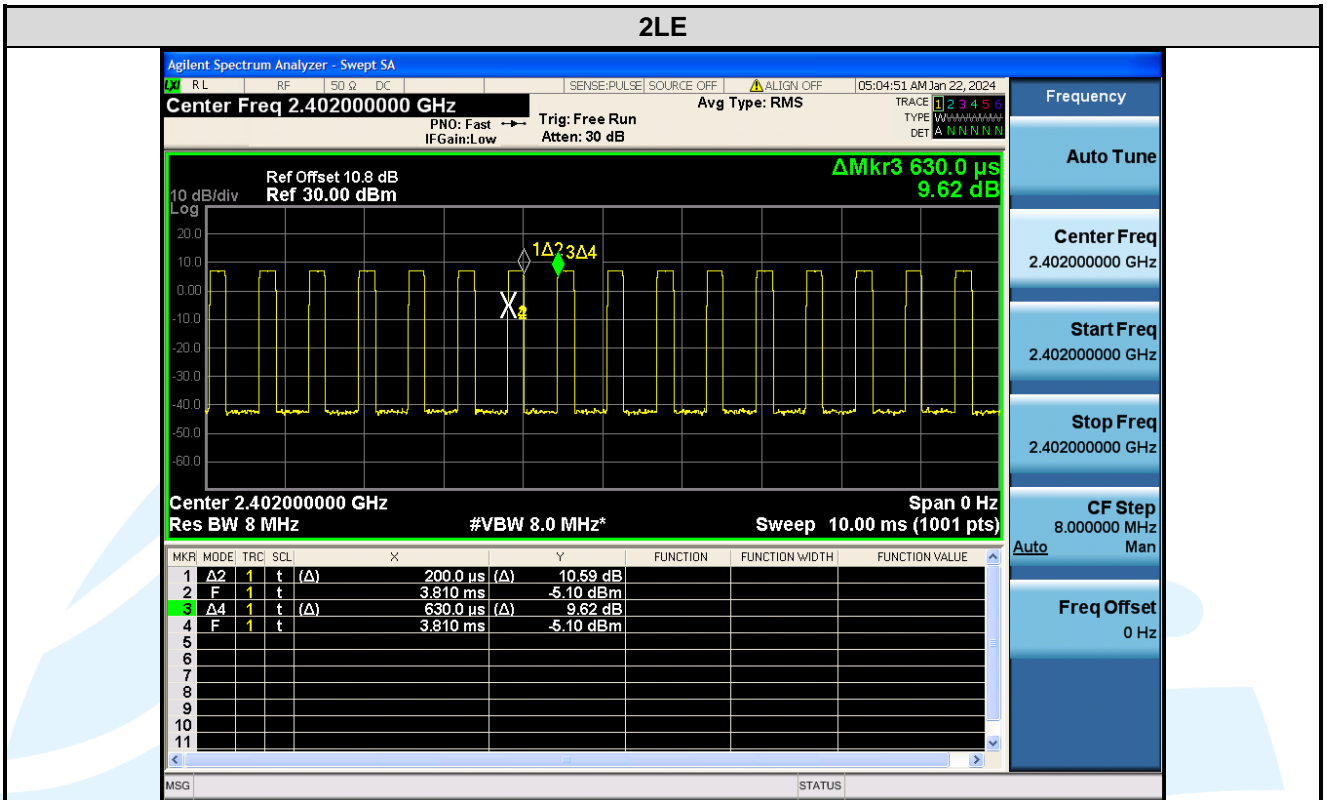 2LE
Agilent Spectrum Analyzer - Swept SA
LXI RL RF 50 Ω DC SENSE:PULSE SOURCE OFF ⚠ ALIGN OFF 05:04:51 AM Jan 22, 2024
Center Freq 2.402000000 GHz Avg Type: RMS TRACE 1 2 3 4 5 6
PNO: Fast Trig: Free Run TYPE
IFGain:Low Atten: 30 dB DET A N N N N N
ΔMkr3 630.0 µs
9.62 dB
Ref Offset 10.8 dB
10 dB/div Ref 30.00 dBm
Log
20.0
10.0
0.00
-10.0
-20.0
-30.0
-40.0
-50.0
-60.0
1Δ2 3Δ4
Center 2.402000000 GHz Span 0 Hz
Res BW 8 MHz #VBW 8.0 MHz* Sweep 10.00 ms (1001 pts)
MKR MODE TRC SCL X Y FUNCTION FUNCTION WIDTH FUNCTION VALUE
1 Δ2 1 t (Δ) 200.0 µs (Δ) 10.59 dB
2 F 1 t 3.810 ms -5.10 dBm
3 Δ4 1 t (Δ) 630.0 µs (Δ) 9.62 dB
4 F 1 t 3.810 ms -5.10 dBm
5
6
7
8
9
10
11
MSG STATUS
Frequency
Auto Tune
Center Freq
2.402000000 GHz
Start Freq
2.402000000 GHz
Stop Freq
2.402000000 GHz
CF Step
8.000000 MHz
Auto Man
Freq Offset
0 Hz